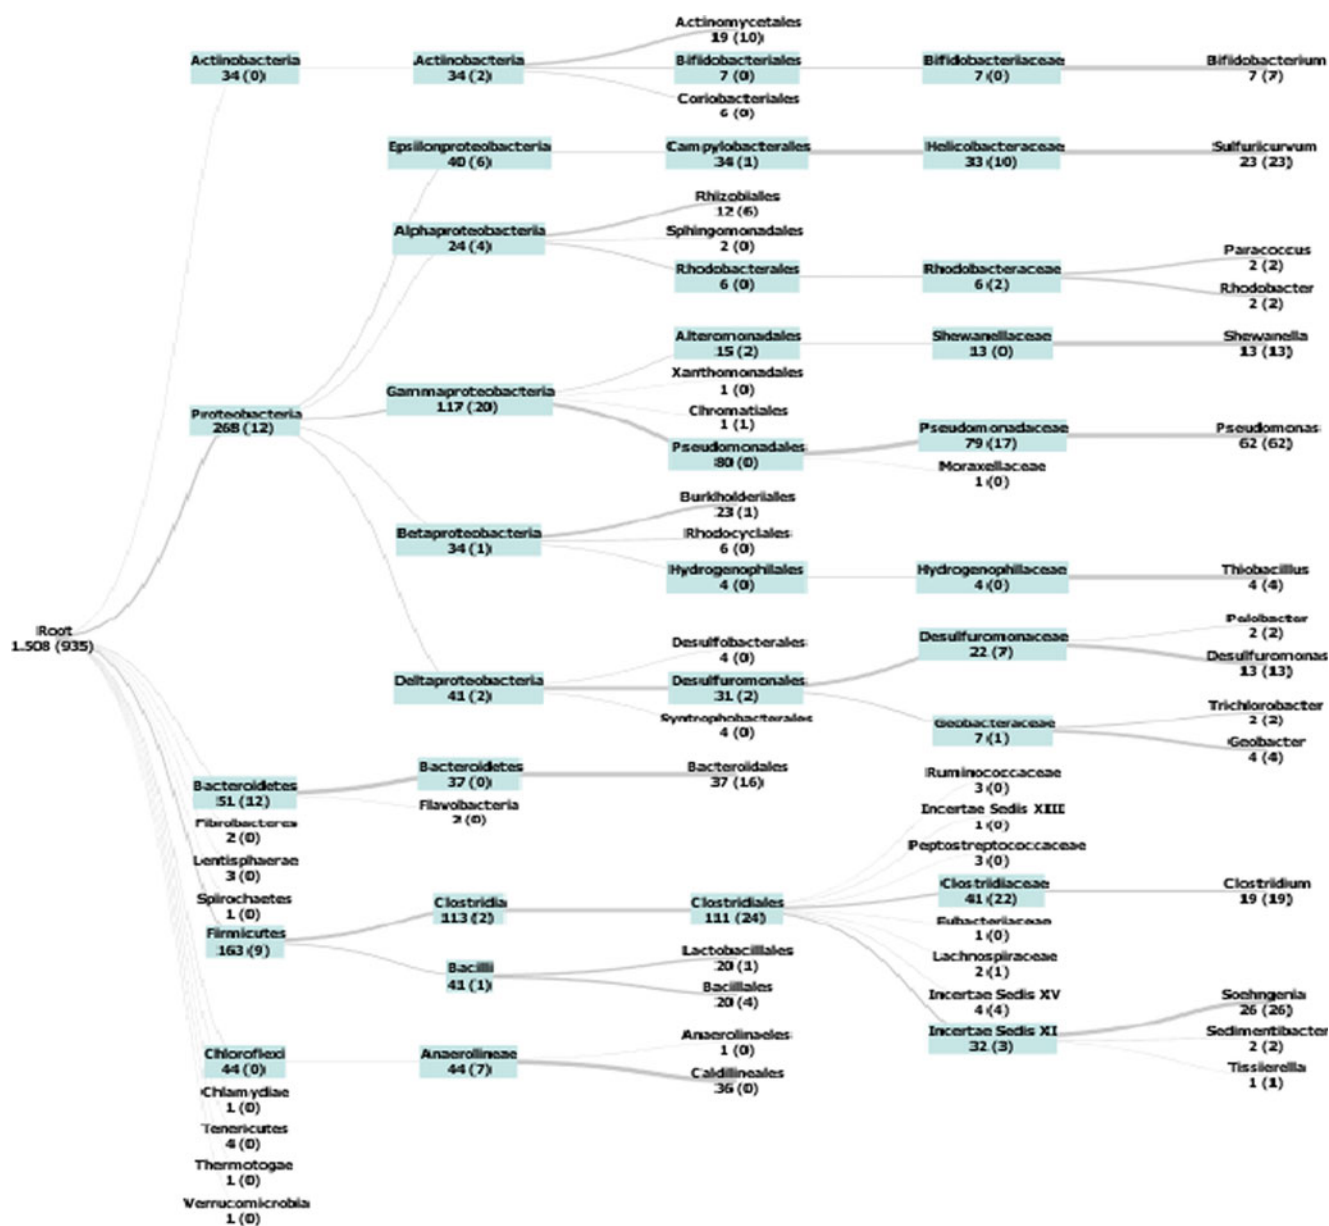 Actinomycetales
19 (10)
Actinobacteria
34 (0)
Actinobacteria
34 (2)
Bifidobacteriales
7 (0)
Bifidobacteriaceae
7 (0)
Bifidobacterium
7 (7)
Coriobacteriales
6 (0)
Epsilonproteobacteria
40 (6)
Campylobacterales
34 (1)
Helicobacteraceae
33 (10)
Sulfuricurvum
23 (23)
Rhizobiales
12 (6)
Alphaproteobacteria
24 (4)
Sphingomonadales
2 (0)
Rhodobacterales
6 (0)
Rhodobacteraceae
6 (2)
Paracoccus
2 (2)
Rhodobacter
2 (2)
Alteromonadales
15 (2)
Shewanellaceae
13 (0)
Shewanella
13 (13)
Xanthomonadales
1 (0)
Gammaproteobacteria
117 (20)
Chromatiales
1 (1)
Proteobacteria
268 (12)
Pseudomonadales
80 (0)
Pseudomonadaceae
79 (17)
Pseudomonas
62 (62)
Moraxellaceae
1 (0)
Burkholderiales
23 (1)
Betaproteobacteria
34 (1)
Rhodocyclales
6 (0)
Hydrogenophilales
4 (0)
Hydrogenophilaceae
4 (0)
Thiobacillus
4 (4)
Root
1.508 (935)
Desulfobacterales
4 (0)
Desulfuromonaceae
22 (7)
Pelobacter
2 (2)
Desulfuromonas
13 (13)
Deltaproteobacteria
41 (2)
Desulfuromonales
31 (2)
Syntrophobacterales
4 (0)
Geobacteraceae
7 (1)
Trichlorobacter
2 (2)
Geobacter
4 (4)
Bacteroidetes
51 (12)
Bacteroidetes
37 (0)
Bacteroidales
37 (16)
Flavobacteria
2 (0)
Ruminococcaceae
3 (0)
Fibrobacteres
2 (0)
Incertae Sedis XIII
1 (0)
Lentisphaerae
3 (0)
Peptostreptococcaceae
3 (0)
Spirochaetes
1 (0)
Clostridia
113 (2)
Clostridiales
111 (24)
Clostridiaceae
41 (22)
Clostridium
19 (19)
Firmicutes
163 (9)
Eubacteriaceae
1 (0)
Bacilli
41 (1)
Lactobacillales
20 (1)
Lachnospiraceae
2 (1)
Bacillales
20 (4)
Incertae Sedis XV
4 (4)
Soehngenia
26 (26)
Incertae Sedis XI
32 (3)
Sedimentibacter
2 (2)
Tissierella
1 (1)
Chloroflexi
44 (0)
Anaerolineae
44 (7)
Anaerolinaeles
1 (0)
Caldilineales
36 (0)
Chlamydiae
1 (0)
Tenericutes
4 (0)
Thermotogae
1 (0)
Verrucomicrobia
1 (0)